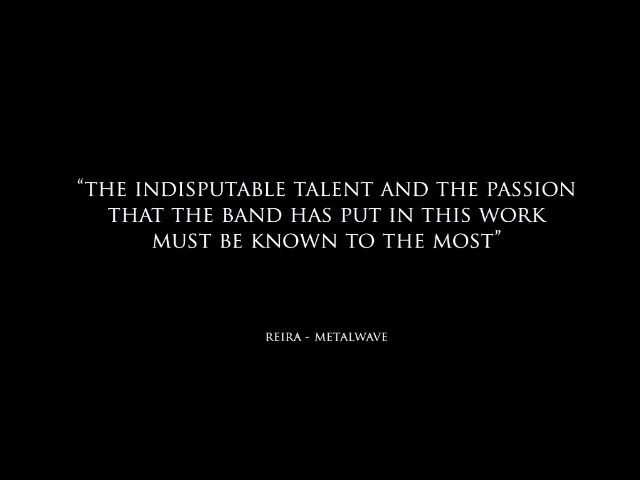 “THE INDISPUTABLE TALENT AND THE PASSION
THAT THE BAND HAS PUT IN THIS WORK
MUST BE KNOWN TO THE MOST”
REIRA - METALWAVE